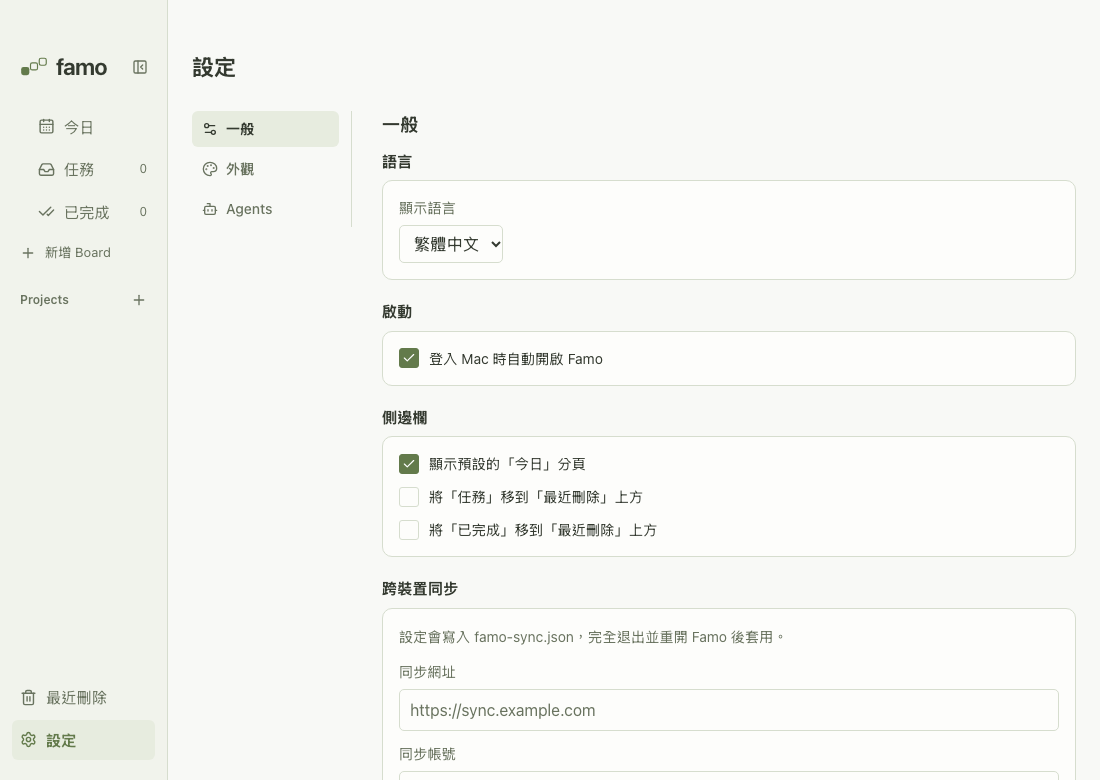 famo
今日
任務 0
已完成 0
新增 Board
Projects
最近刪除
設定
設定
一般
外觀
Agents
一般
語言
顯示語言
繁體中文
啟動
登入 Mac 時自動開啟 Famo
側邊欄
顯示預設的「今日」分頁
將「任務」移到「最近刪除」上方
將「已完成」移到「最近刪除」上方
跨裝置同步
設定會寫入 famo-sync.json，完全退出並重開 Famo 後套用。
同步網址
https://sync.example.com
同步帳號